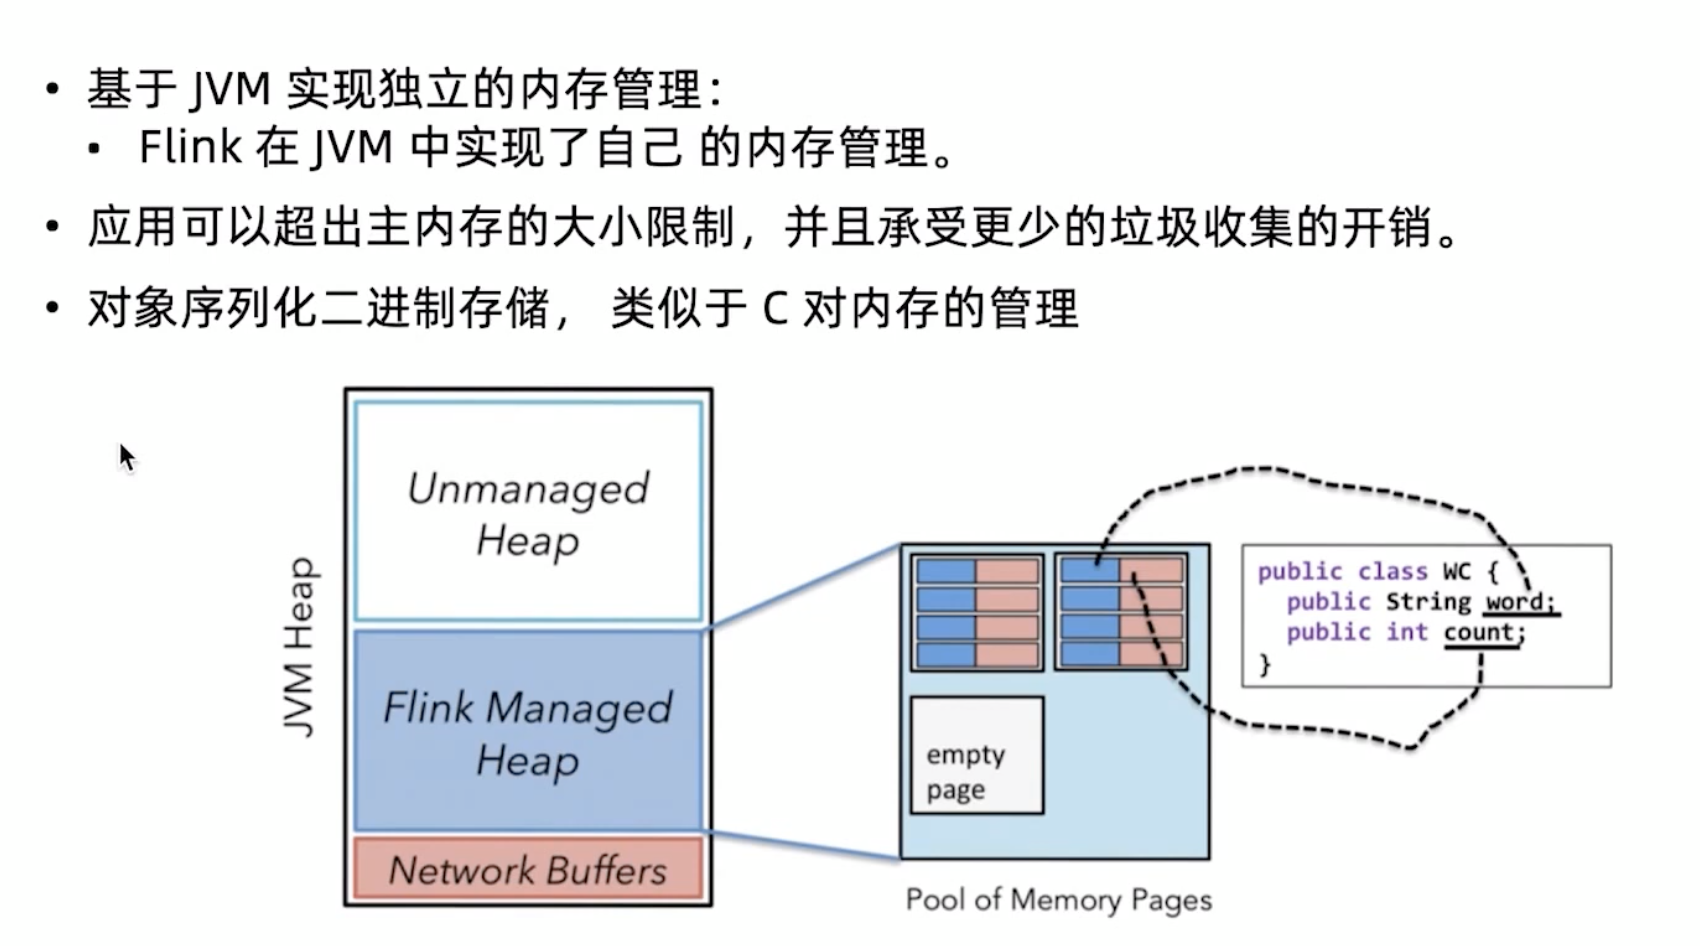 • 基于 JVM 实现独立的内存管理：
• Flink 在 JVM 中实现了自己 的内存管理。
• 应用可以超出主内存的大小限制，并且承受更少的垃圾收集的开销。
• 对象序列化二进制存储， 类似于 C 对内存的管理
JVM Heap
Unmanaged
Heap
Flink Managed
Heap
Network Buffers
empty
page
Pool of Memory Pages
public class WC {
public String word;
public int count;
}